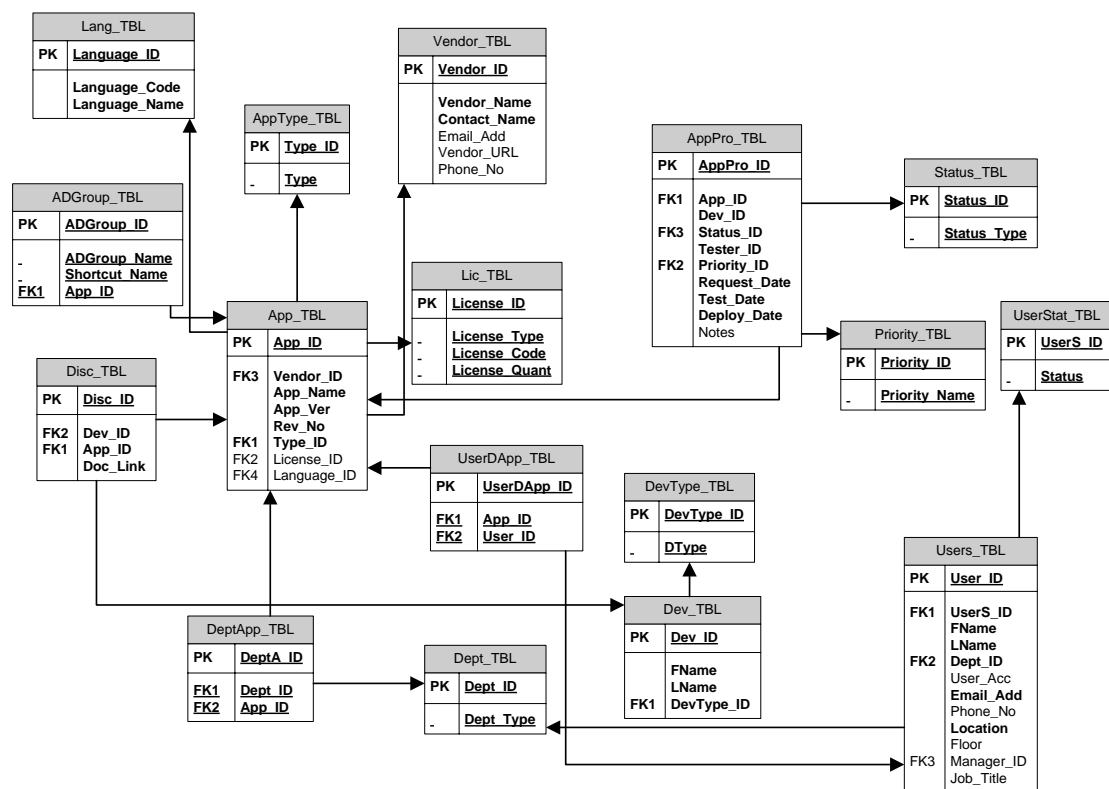 Lang_TBL
PK Language_ID
Language_Code
Language_Name
Vendor_TBL
PK Vendor_ID
Vendor_Name
Contact_Name
Email_Add
Vendor_URL
Phone_No
AppType_TBL
PK Type_ID
- Type
AppPro_TBL
PK AppPro_ID
FK1 App_ID
Dev_ID
FK3 Status_ID
Tester_ID
FK2 Priority_ID
Request_Date
Test_Date
Deploy_Date
Notes
Status_TBL
PK Status_ID
- Status_Type
ADGroup_TBL
PK ADGroup_ID
- ADGroup_Name
- Shortcut_Name
FK1 App_ID
Lic_TBL
PK License_ID
- License_Type
- License_Code
- License_Quant
App_TBL
PK App_ID
FK3 Vendor_ID
App_Name
App_Ver
Rev_No
FK1 Type_ID
FK2 License_ID
FK4 Language_ID
Priority_TBL
PK Priority_ID
- Priority_Name
UserStat_TBL
PK UserS_ID
- Status
Disc_TBL
PK Disc_ID
FK2 Dev_ID
FK1 App_ID
Doc_Link
UserDApp_TBL
PK UserDApp_ID
FK1 App_ID
FK2 User_ID
DevType_TBL
PK DevType_ID
- DType
Users_TBL
PK User_ID
FK1 UserS_ID
FName
LName
FK2 Dept_ID
User_Acc
Email_Add
Phone_No
Location
Floor
FK3 Manager_ID
Job_Title
Dev_TBL
PK Dev_ID
FName
LName
FK1 DevType_ID
DeptApp_TBL
PK DeptA_ID
FK1 Dept_ID
FK2 App_ID
Dept_TBL
PK Dept_ID
- Dept_Type